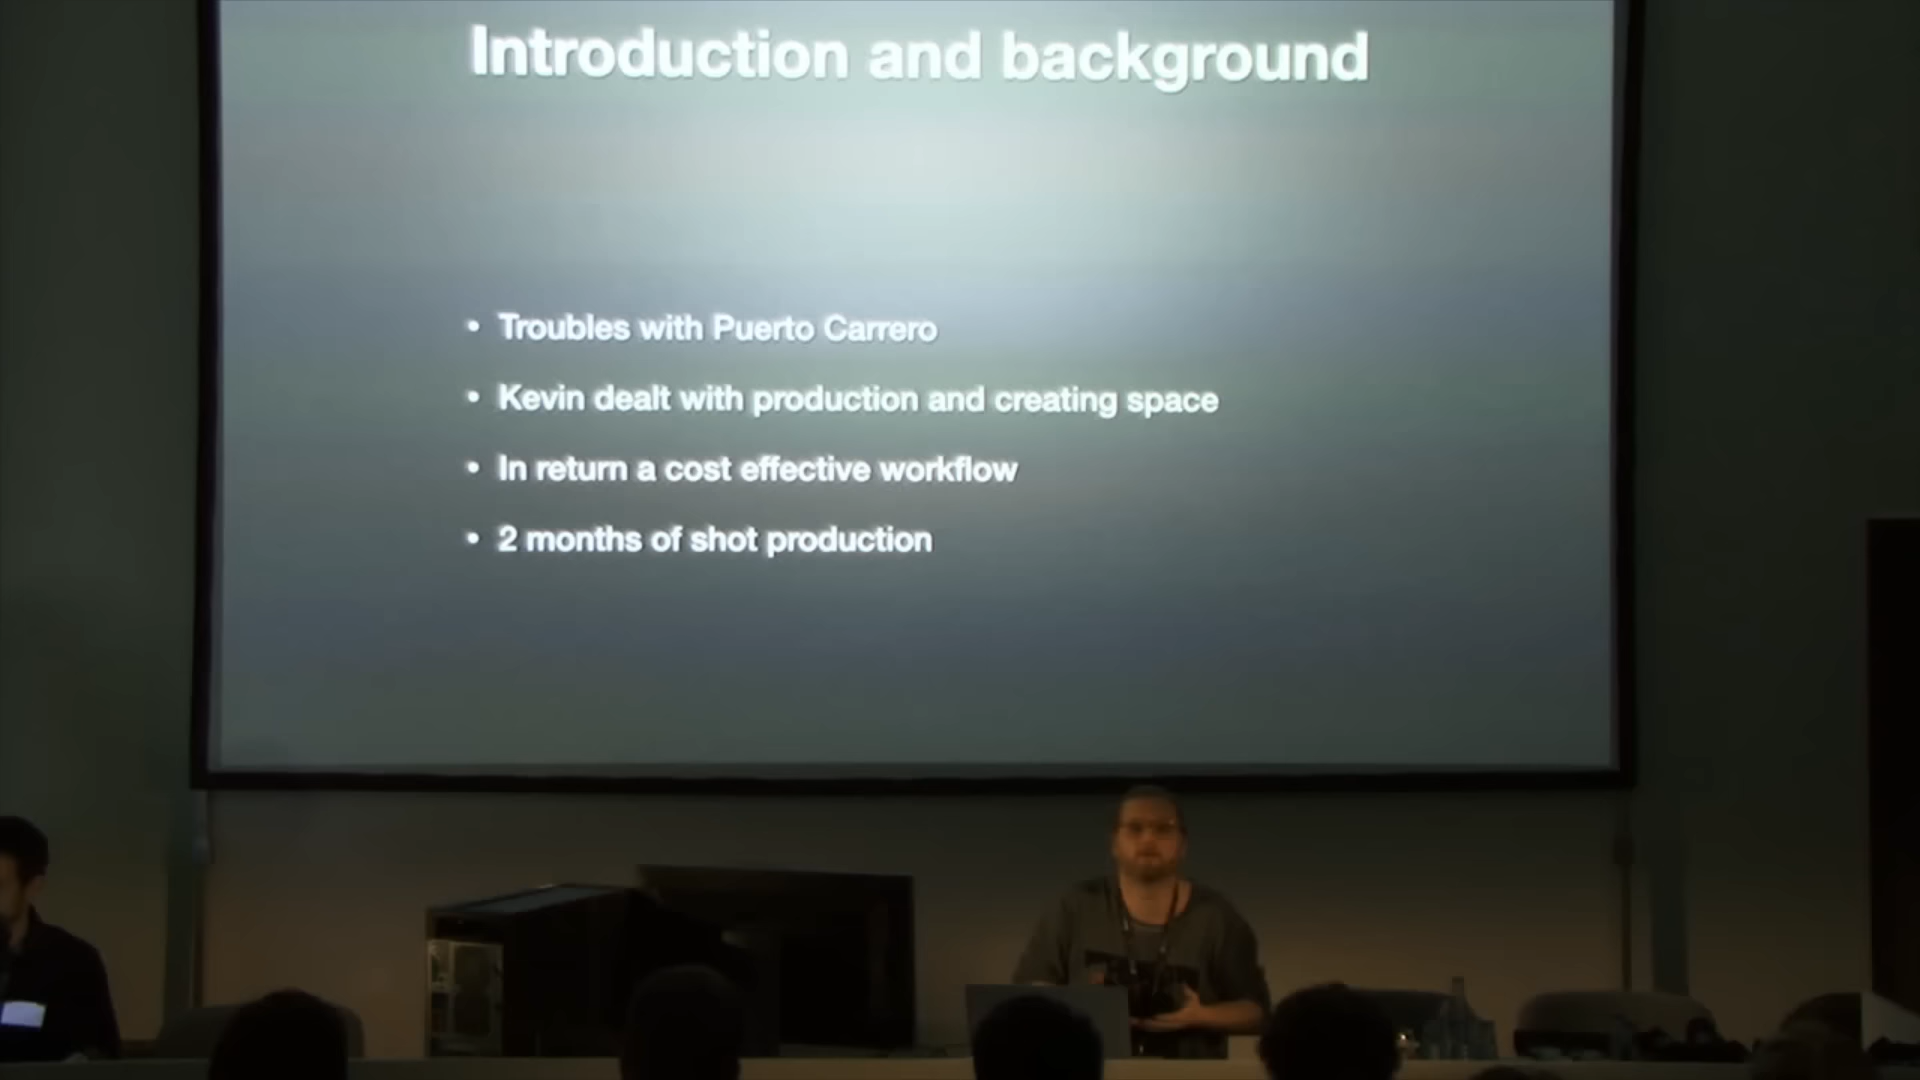 Introduction and background
• Troubles with Puerto Carrero
• Kevin dealt with production and creating space
• In return a cost effective workflow
• 2 months of shot production